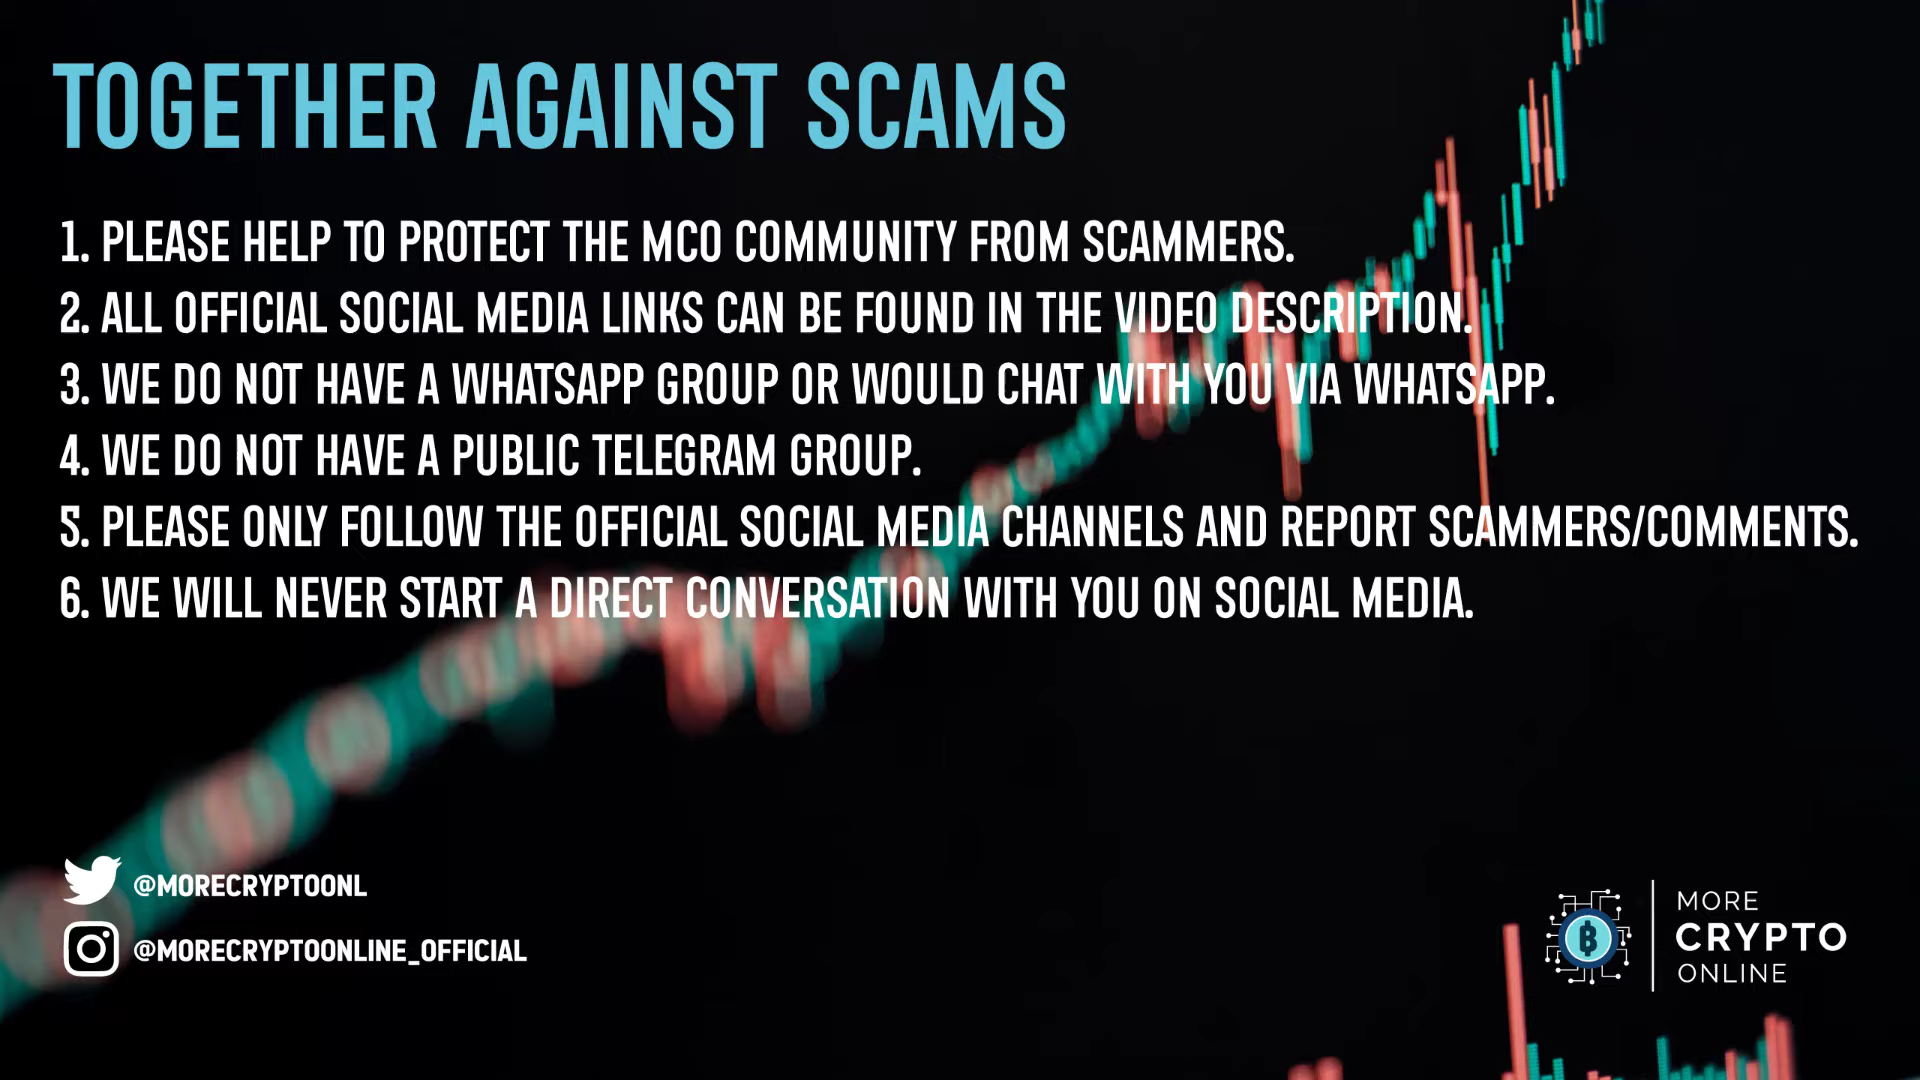 TOGETHER AGAINST SCAMS
1. PLEASE HELP TO PROTECT THE MCO COMMUNITY FROM SCAMMERS.
2. ALL OFFICIAL SOCIAL MEDIA LINKS CAN BE FOUND IN THE VIDEO DESCRIPTION.
3. WE DO NOT HAVE A WHATSAPP GROUP OR WOULD CHAT WITH YOU VIA WHATSAPP.
4. WE DO NOT HAVE A PUBLIC TELEGRAM GROUP.
5. PLEASE ONLY FOLLOW THE OFFICIAL SOCIAL MEDIA CHANNELS AND REPORT SCAMMERS/COMMENTS.
6. WE WILL NEVER START A DIRECT CONVERSATION WITH YOU ON SOCIAL MEDIA.
@MORECRYPTOONL
@MORECRYPTOONLINE_OFFICIAL
MORE
CRYPTO
ONLINE